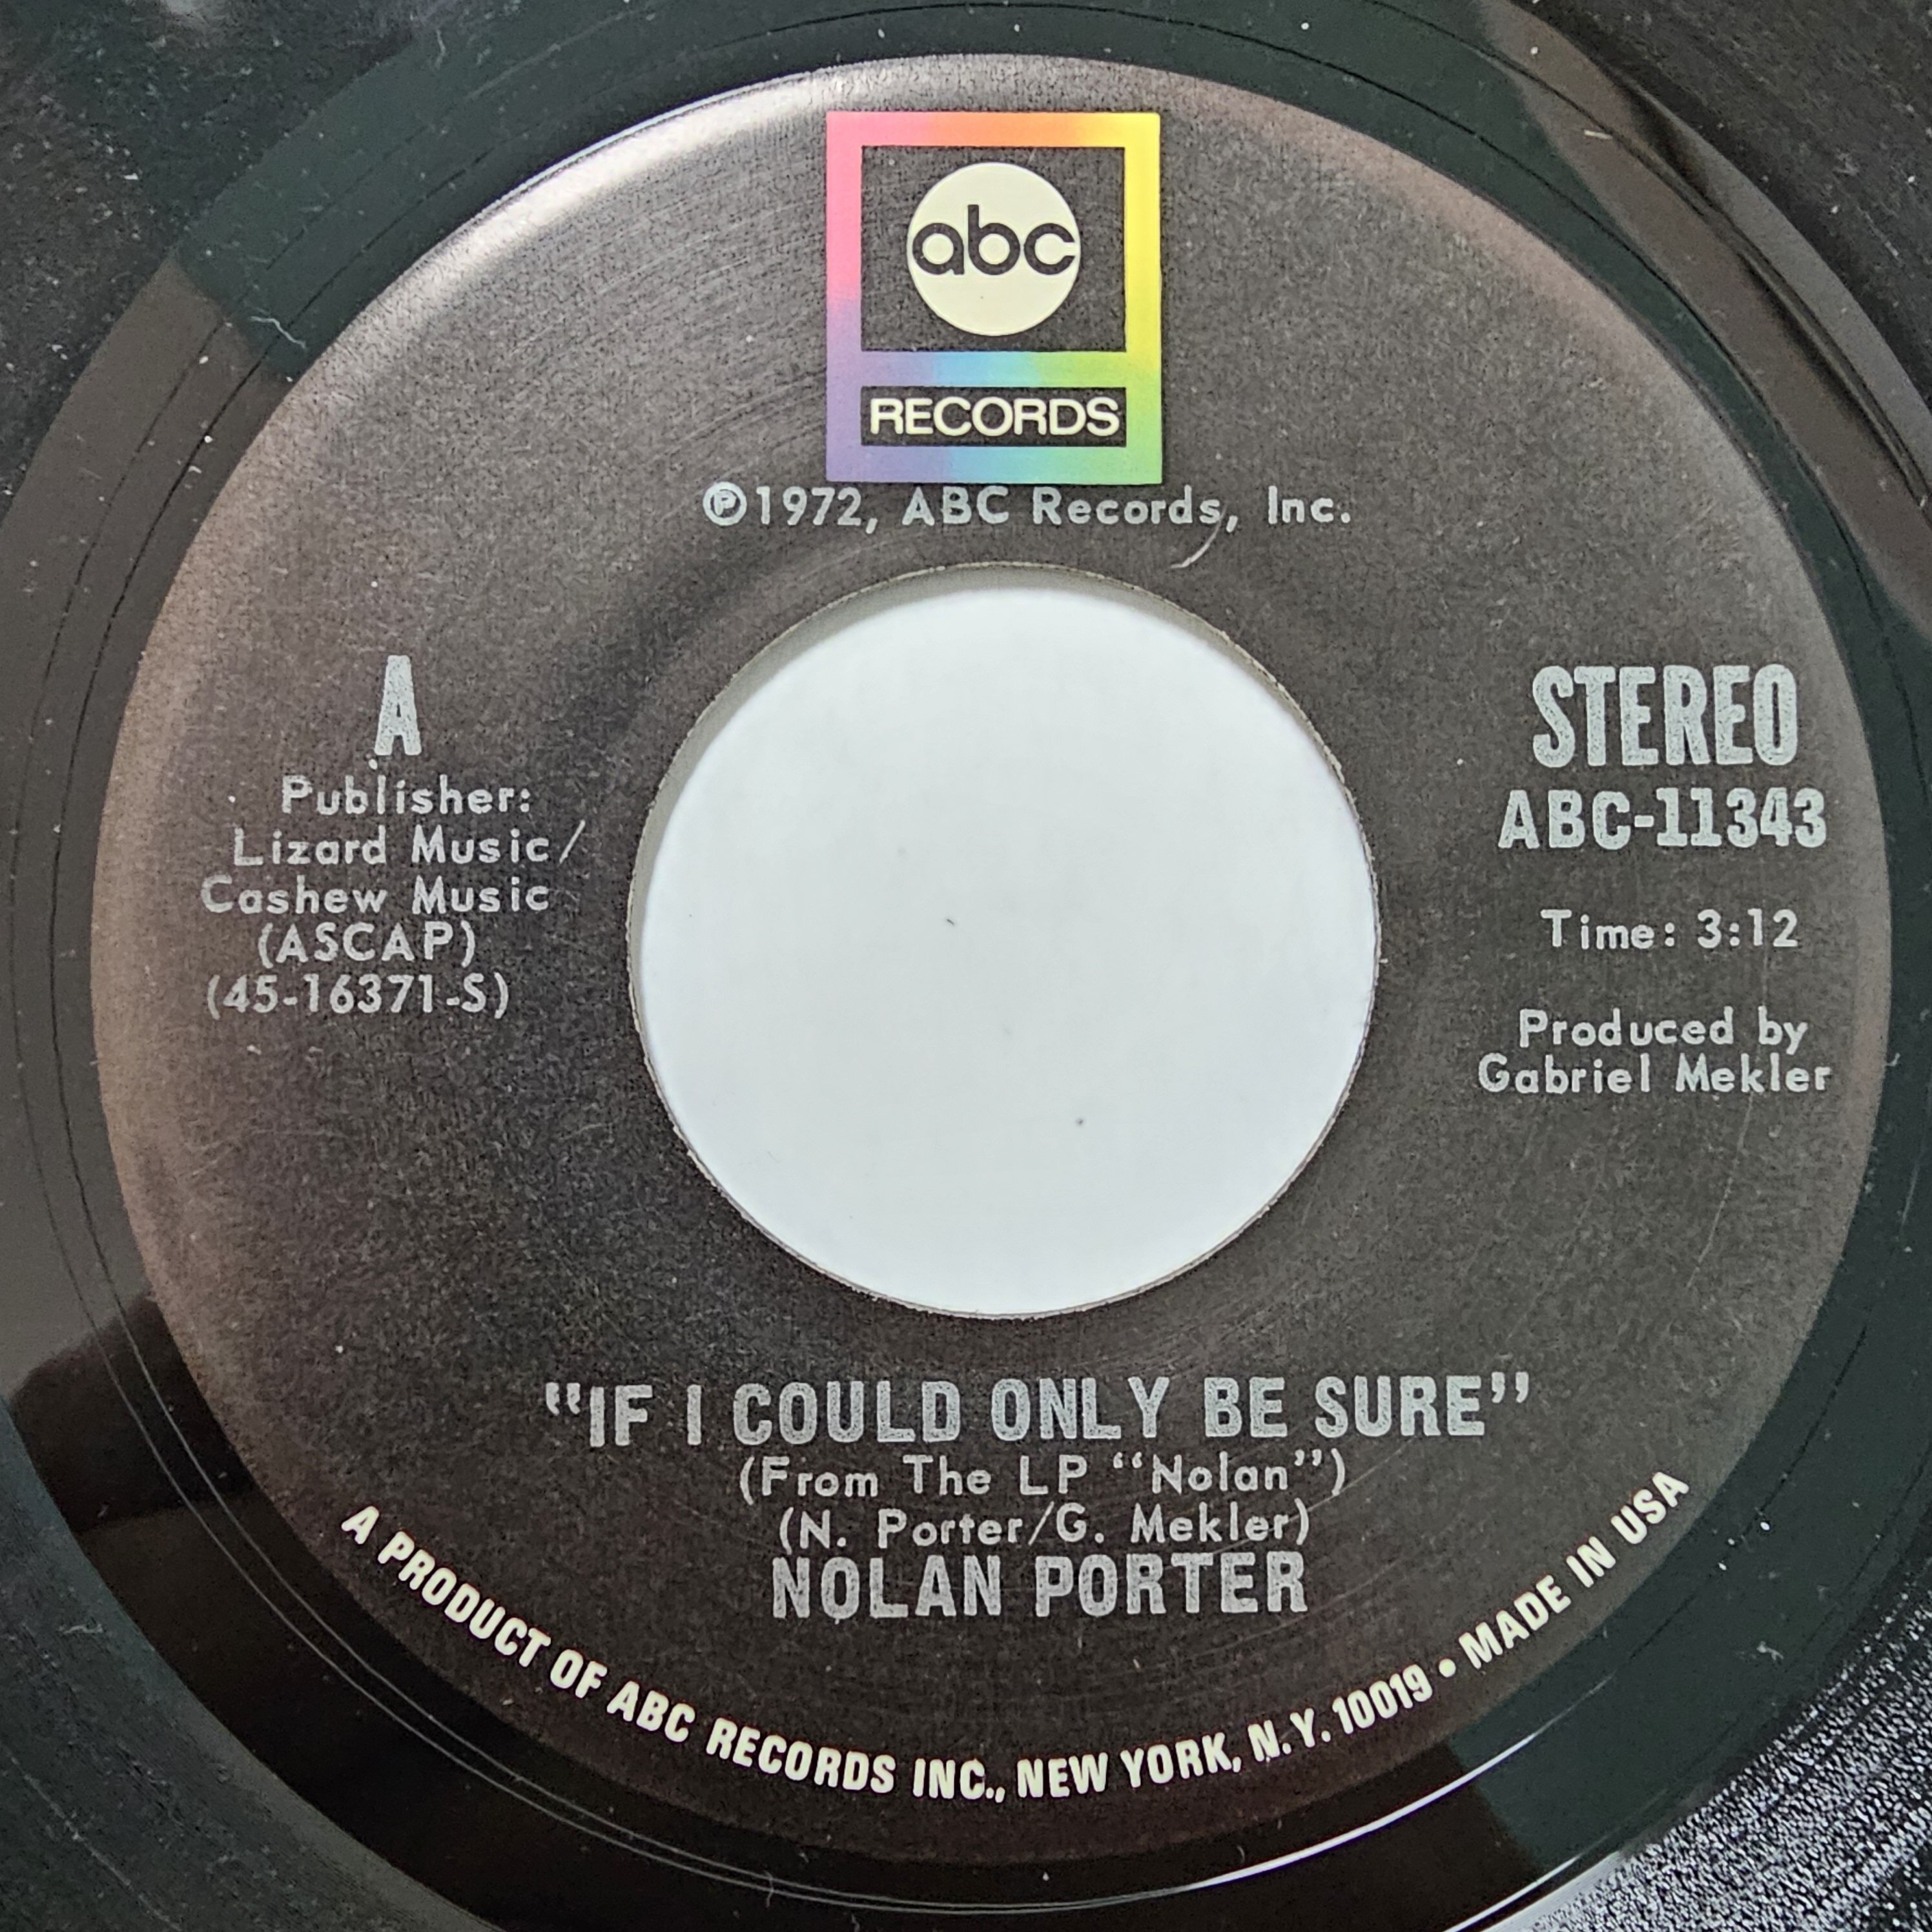 abc
RECORDS
℗1972, ABC Records, Inc.
A
Publisher:
Lizard Music/
Cashew Music
(ASCAP)
(45-16371-S)
STEREO
ABC-11343
Time: 3:12
Produced by
Gabriel Mekler
"IF I COULD ONLY BE SURE"
(From The LP "Nolan")
(N. Porter/G. Mekler)
NOLAN PORTER
A PRODUCT OF ABC RECORDS INC., NEW YORK, N.Y. 10019 • MADE IN USA